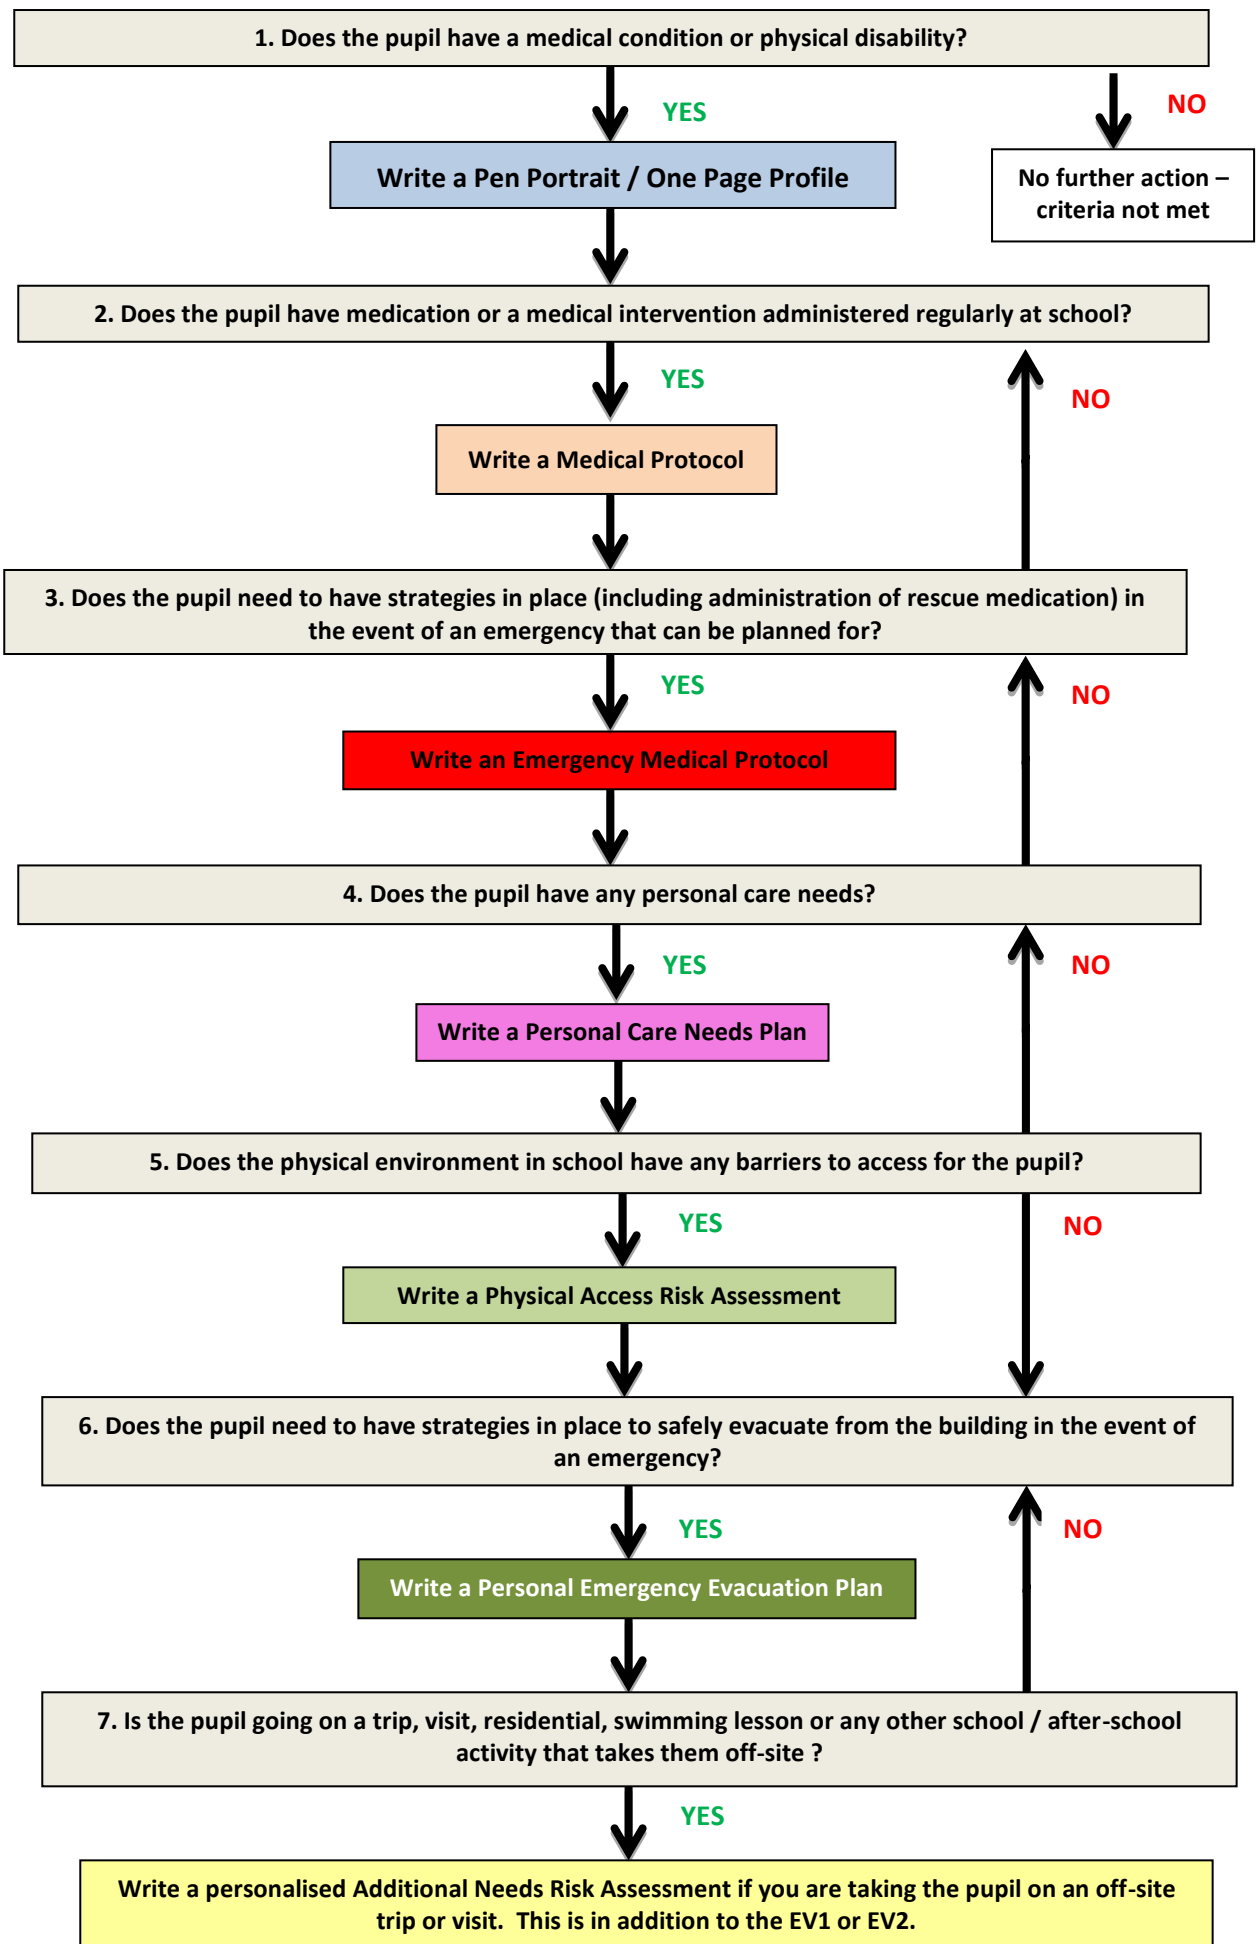 1. Does the pupil have a medical condition or physical disability?
YES
NO
Write a Pen Portrait / One Page Profile
No further action –
criteria not met
2. Does the pupil have medication or a medical intervention administered regularly at school?
YES
NO
Write a Medical Protocol
3. Does the pupil need to have strategies in place (including administration of rescue medication) in
the event of an emergency that can be planned for?
YES
NO
Write an Emergency Medical Protocol
4. Does the pupil have any personal care needs?
YES
NO
Write a Personal Care Needs Plan
5. Does the physical environment in school have any barriers to access for the pupil?
YES
NO
Write a Physical Access Risk Assessment
6. Does the pupil need to have strategies in place to safely evacuate from the building in the event of
an emergency?
YES
NO
Write a Personal Emergency Evacuation Plan
7. Is the pupil going on a trip, visit, residential, swimming lesson or any other school / after-school
activity that takes them off-site ?
YES
Write a personalised Additional Needs Risk Assessment if you are taking the pupil on an off-site
trip or visit.  This is in addition to the EV1 or EV2.